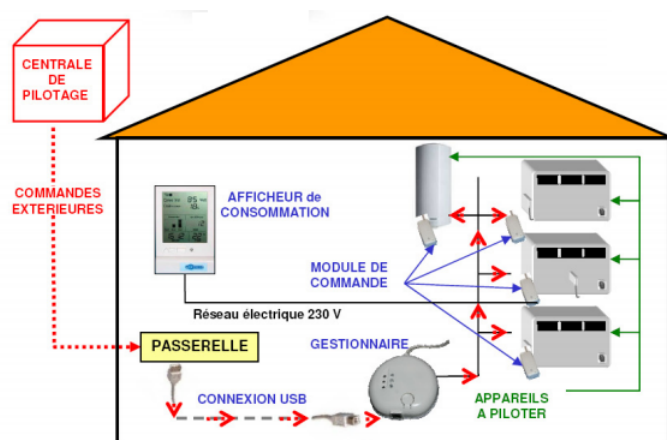 CENTRALE
DE
PILOTAGE
COMMANDES
EXTERIEURES
AFFICHEUR de
CONSOMMATION
MODULE DE
COMMANDE
Réseau électrique 230 V
PASSERELLE
GESTIONNAIRE
CONNEXION USB
APPAREILS
A PILOTER